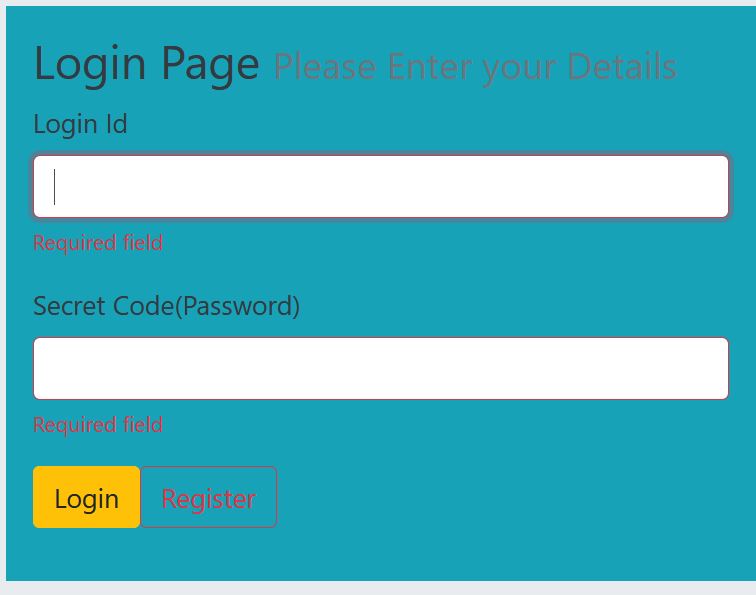 Login Page Please Enter your Details
Login Id
Required field
Secret Code(Password)
Required field
Login Register